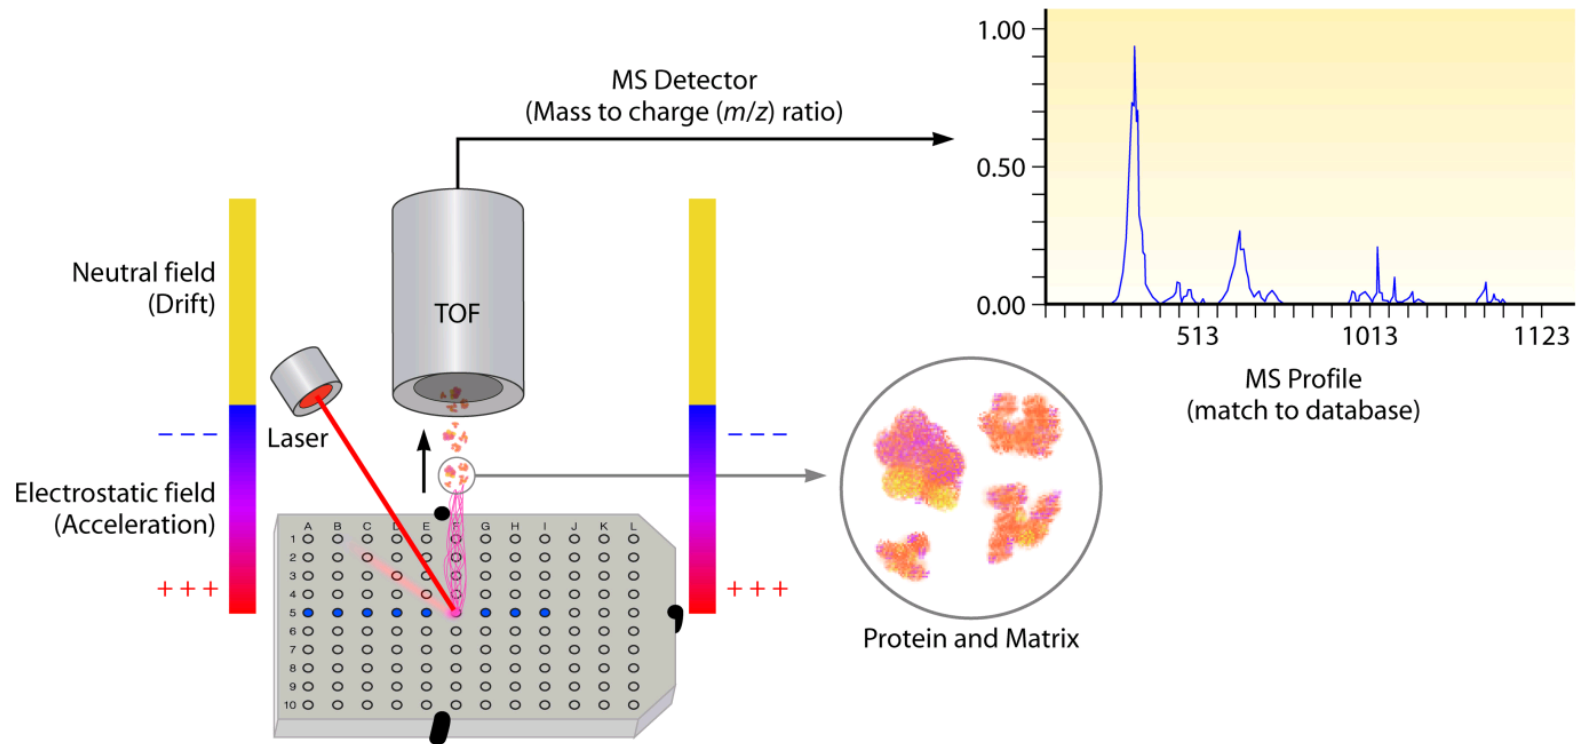 MS Detector
(Mass to charge (m/z) ratio)
1.00
0.50
0.00
513 1013 1123
MS Profile
(match to database)
Neutral field
(Drift)
TOF
Laser
– – –
– – –
Electrostatic field
(Acceleration)
+ + +
+ + +
A B C D E F G H I J K L
1
2
3
4
5
6
7
8
9
10
Protein and Matrix